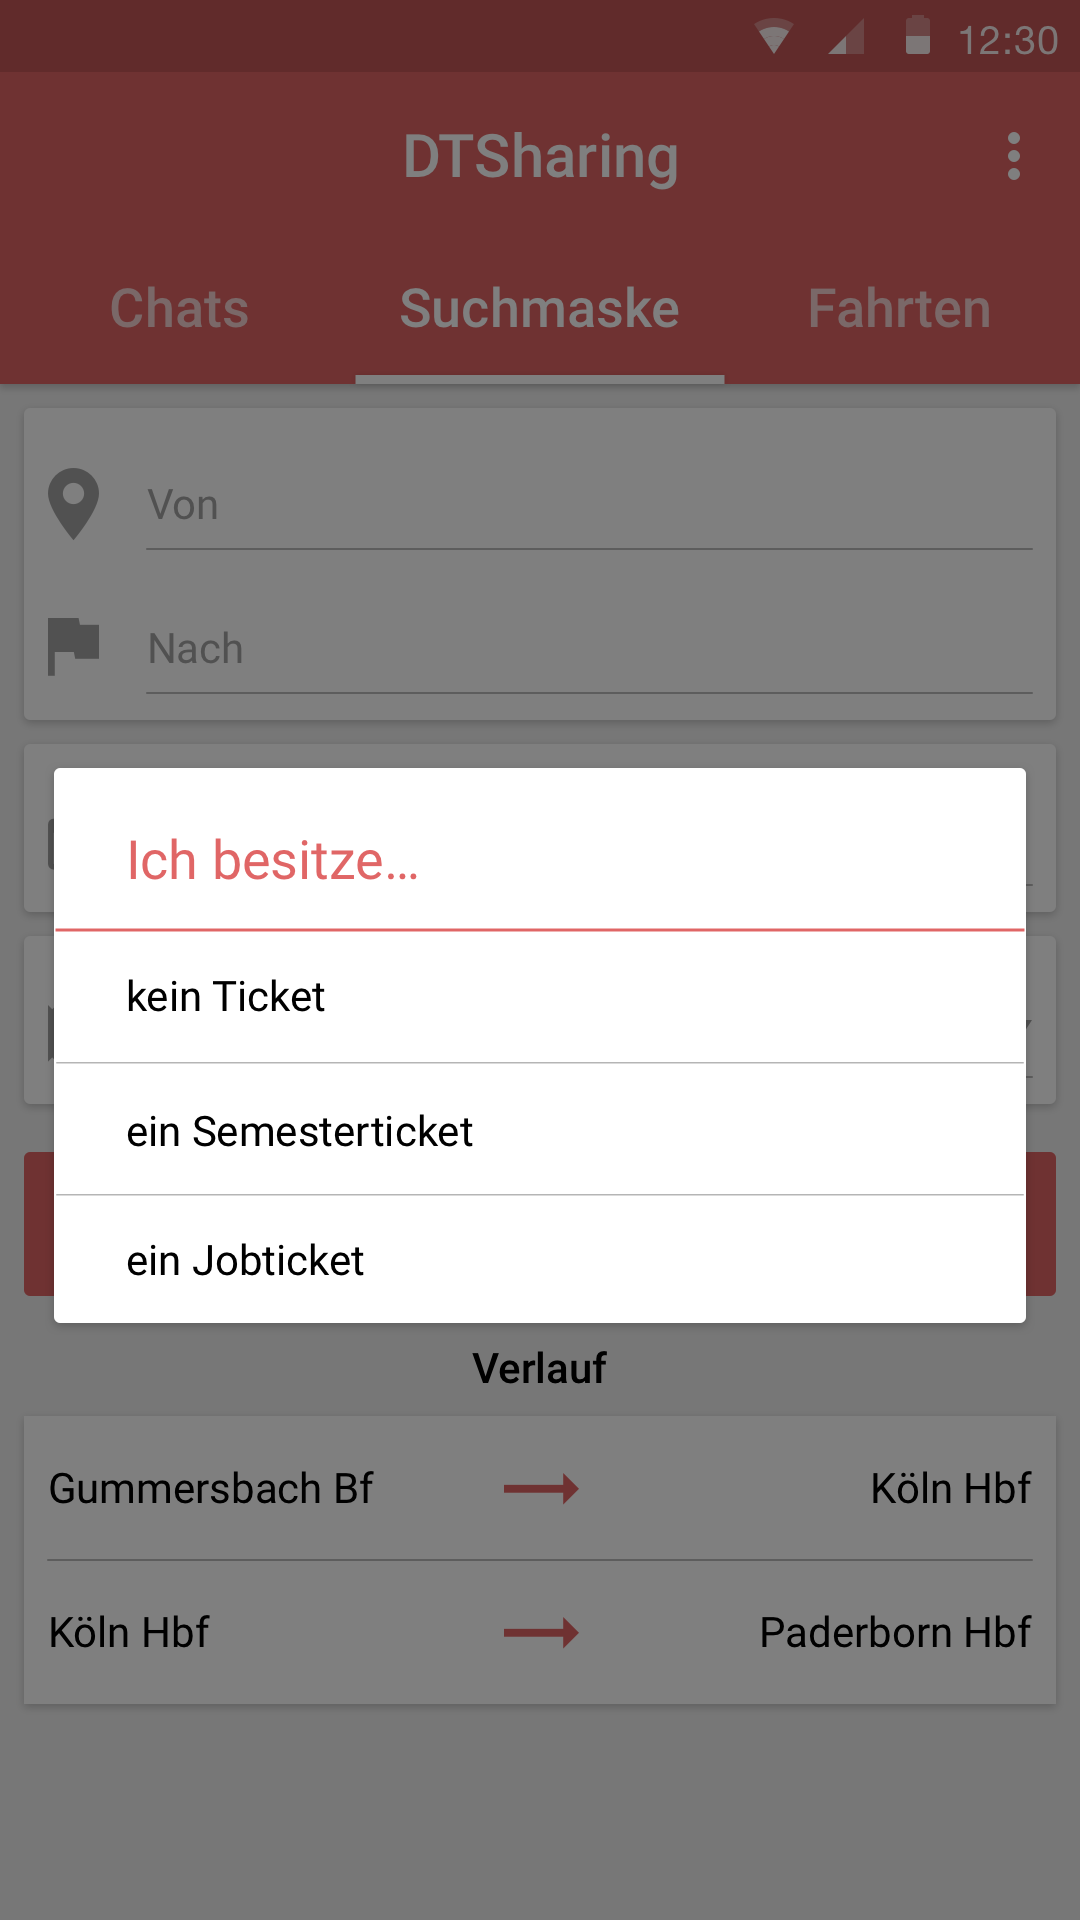 12:30
DTSharing
Chats Suchmaske Fahrten
Von
Nach
Ich besitze...
kein Ticket
ein Semesterticket
ein Jobticket
Verlauf
Gummersbach Bf Köln Hbf
Köln Hbf Paderborn Hbf